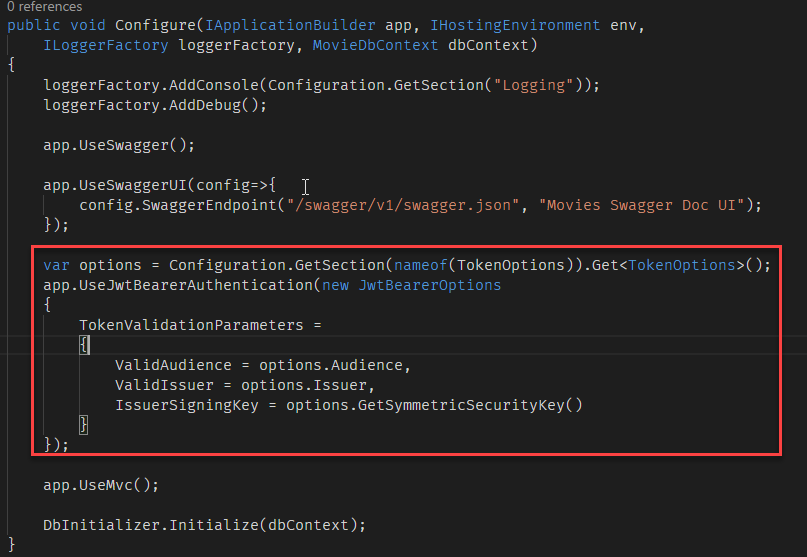 0 references
public void Configure(IApplicationBuilder app, IHostingEnvironment env,
ILoggerFactory loggerFactory, MovieDbContext dbContext)
{
loggerFactory.AddConsole(Configuration.GetSection("Logging"));
loggerFactory.AddDebug();
app.UseSwagger();
app.UseSwaggerUI(config=>{
config.SwaggerEndpoint("/swagger/v1/swagger.json", "Movies Swagger Doc UI");
});
var options = Configuration.GetSection(nameof(TokenOptions)).Get<TokenOptions>();
app.UseJwtBearerAuthentication(new JwtBearerOptions
{
TokenValidationParameters =
{
ValidAudience = options.Audience,
ValidIssuer = options.Issuer,
IssuerSigningKey = options.GetSymmetricSecurityKey()
}
});
app.UseMvc();
DbInitializer.Initialize(dbContext);
}